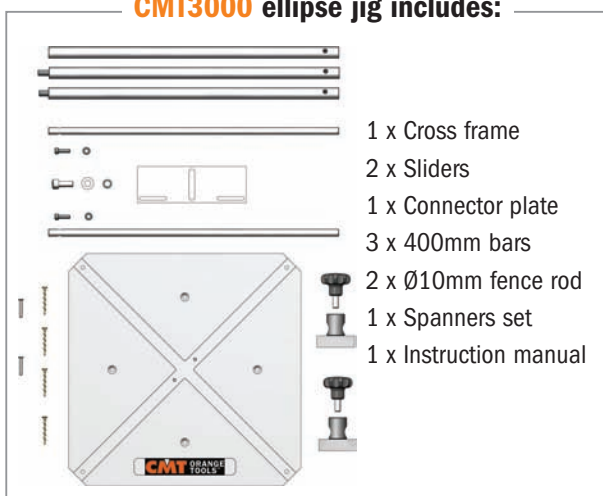 CMT3000 ellipse jig includes:
1 x Cross frame
2 x Sliders
1 x Connector plate
3 x 400mm bars
2 x Ø10mm fence rod
1 x Spanners set
1 x Instruction manual
CMT ORANGE
TOOLS